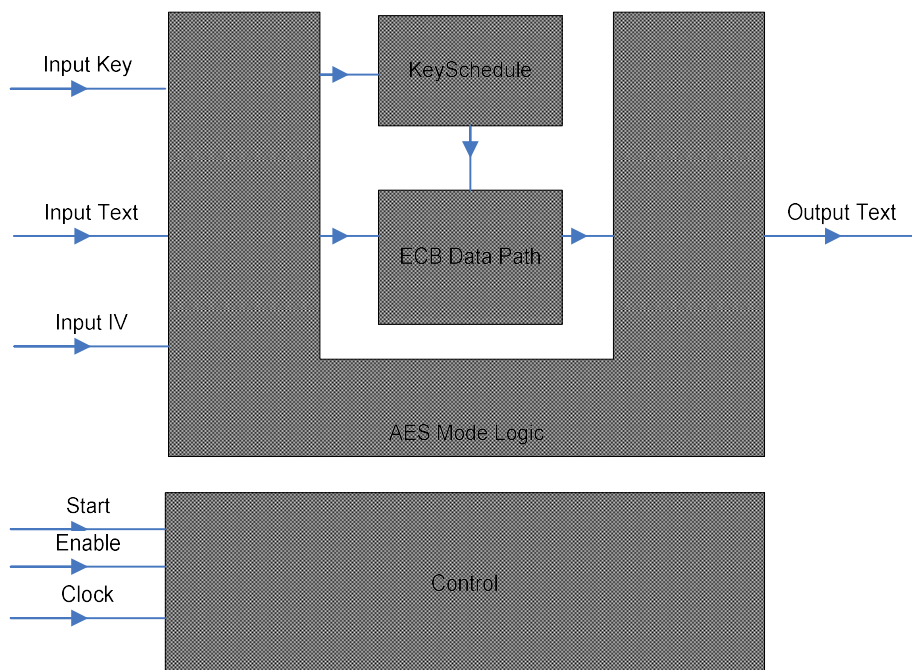 Input Key
KeySchedule
Input Text
ECB Data Path
Output Text
Input IV
AES Mode Logic
Start
Enable
Clock
Control